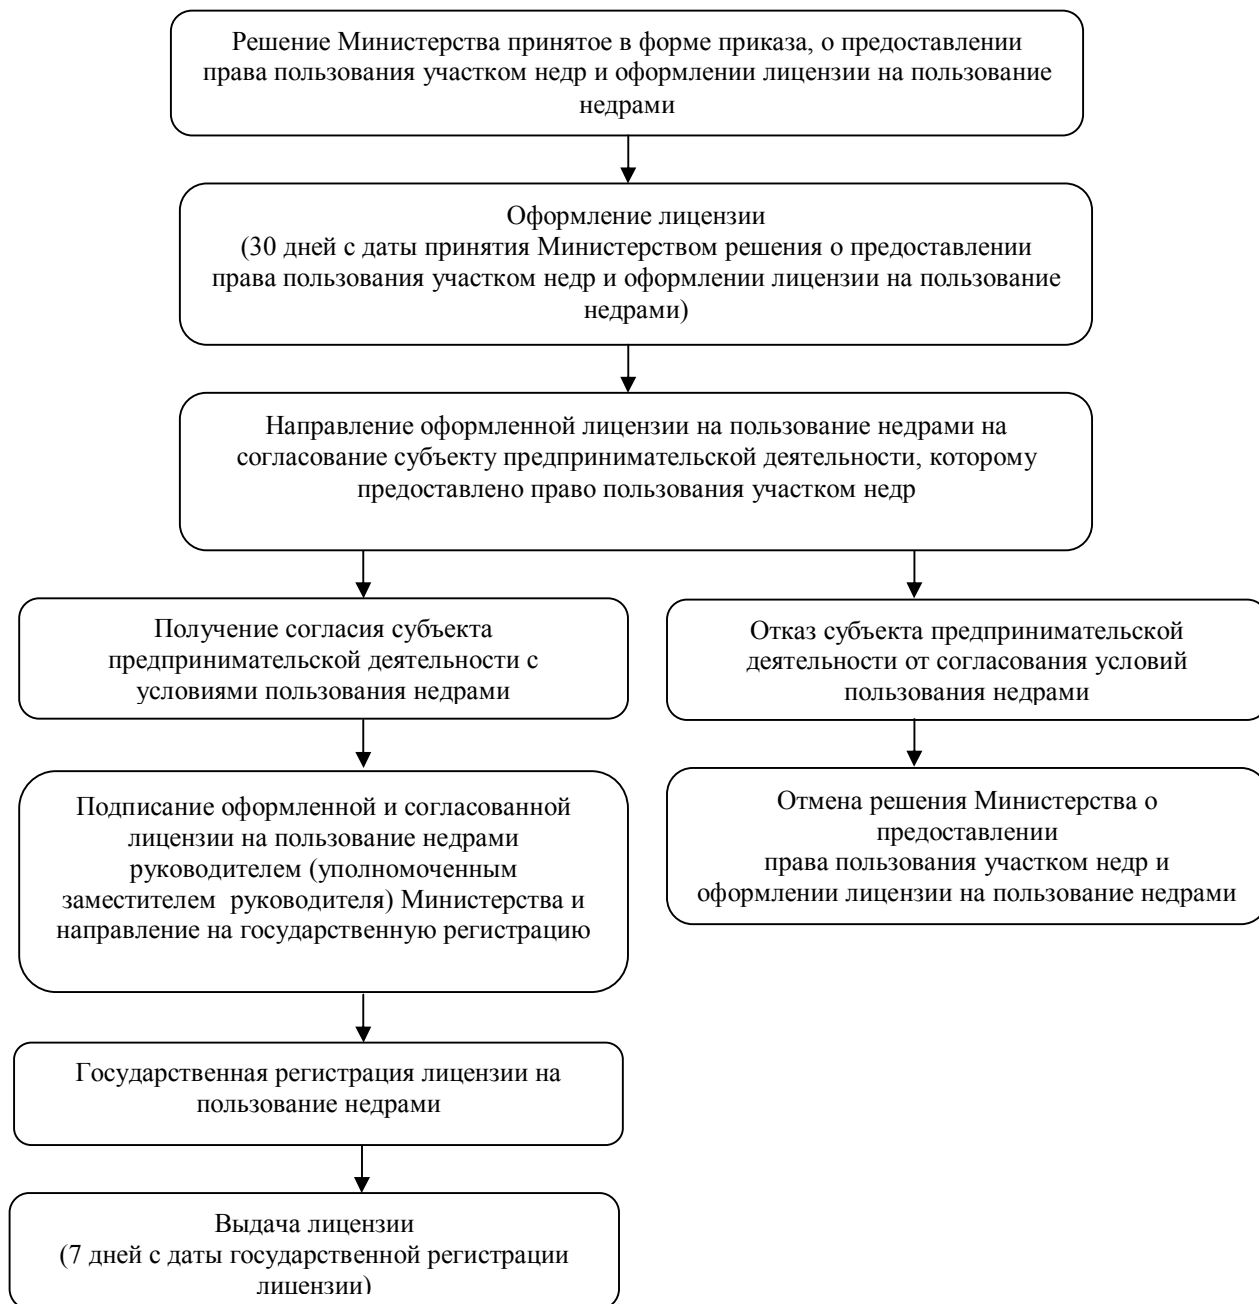 Решение Министерства принятое в форме приказа, о предоставлении
права пользования участком недр и оформлении лицензии на пользование
недрами
Оформление лицензии
(30 дней с даты принятия Министерством решения о предоставлении
права пользования участком недр и оформлении лицензии на пользование
недрами)
Направление оформленной лицензии на пользование недрами на
согласование субъекту предпринимательской деятельности, которому
предоставлено право пользования участком недр
Получение согласия субъекта
предпринимательской деятельности с
условиями пользования недрами
Отказ субъекта предпринимательской
деятельности от согласования условий
пользования недрами
Подписание оформленной и согласованной
лицензии на пользование недрами
руководителем (уполномоченным
заместителем руководителя) Министерства и
направление на государственную регистрацию
Отмена решения Министерства о
предоставлении
права пользования участком недр и
оформлении лицензии на пользование недрами
Государственная регистрация лицензии на
пользование недрами
Выдача лицензии
(7 дней с даты государственной регистрации
лицензии)